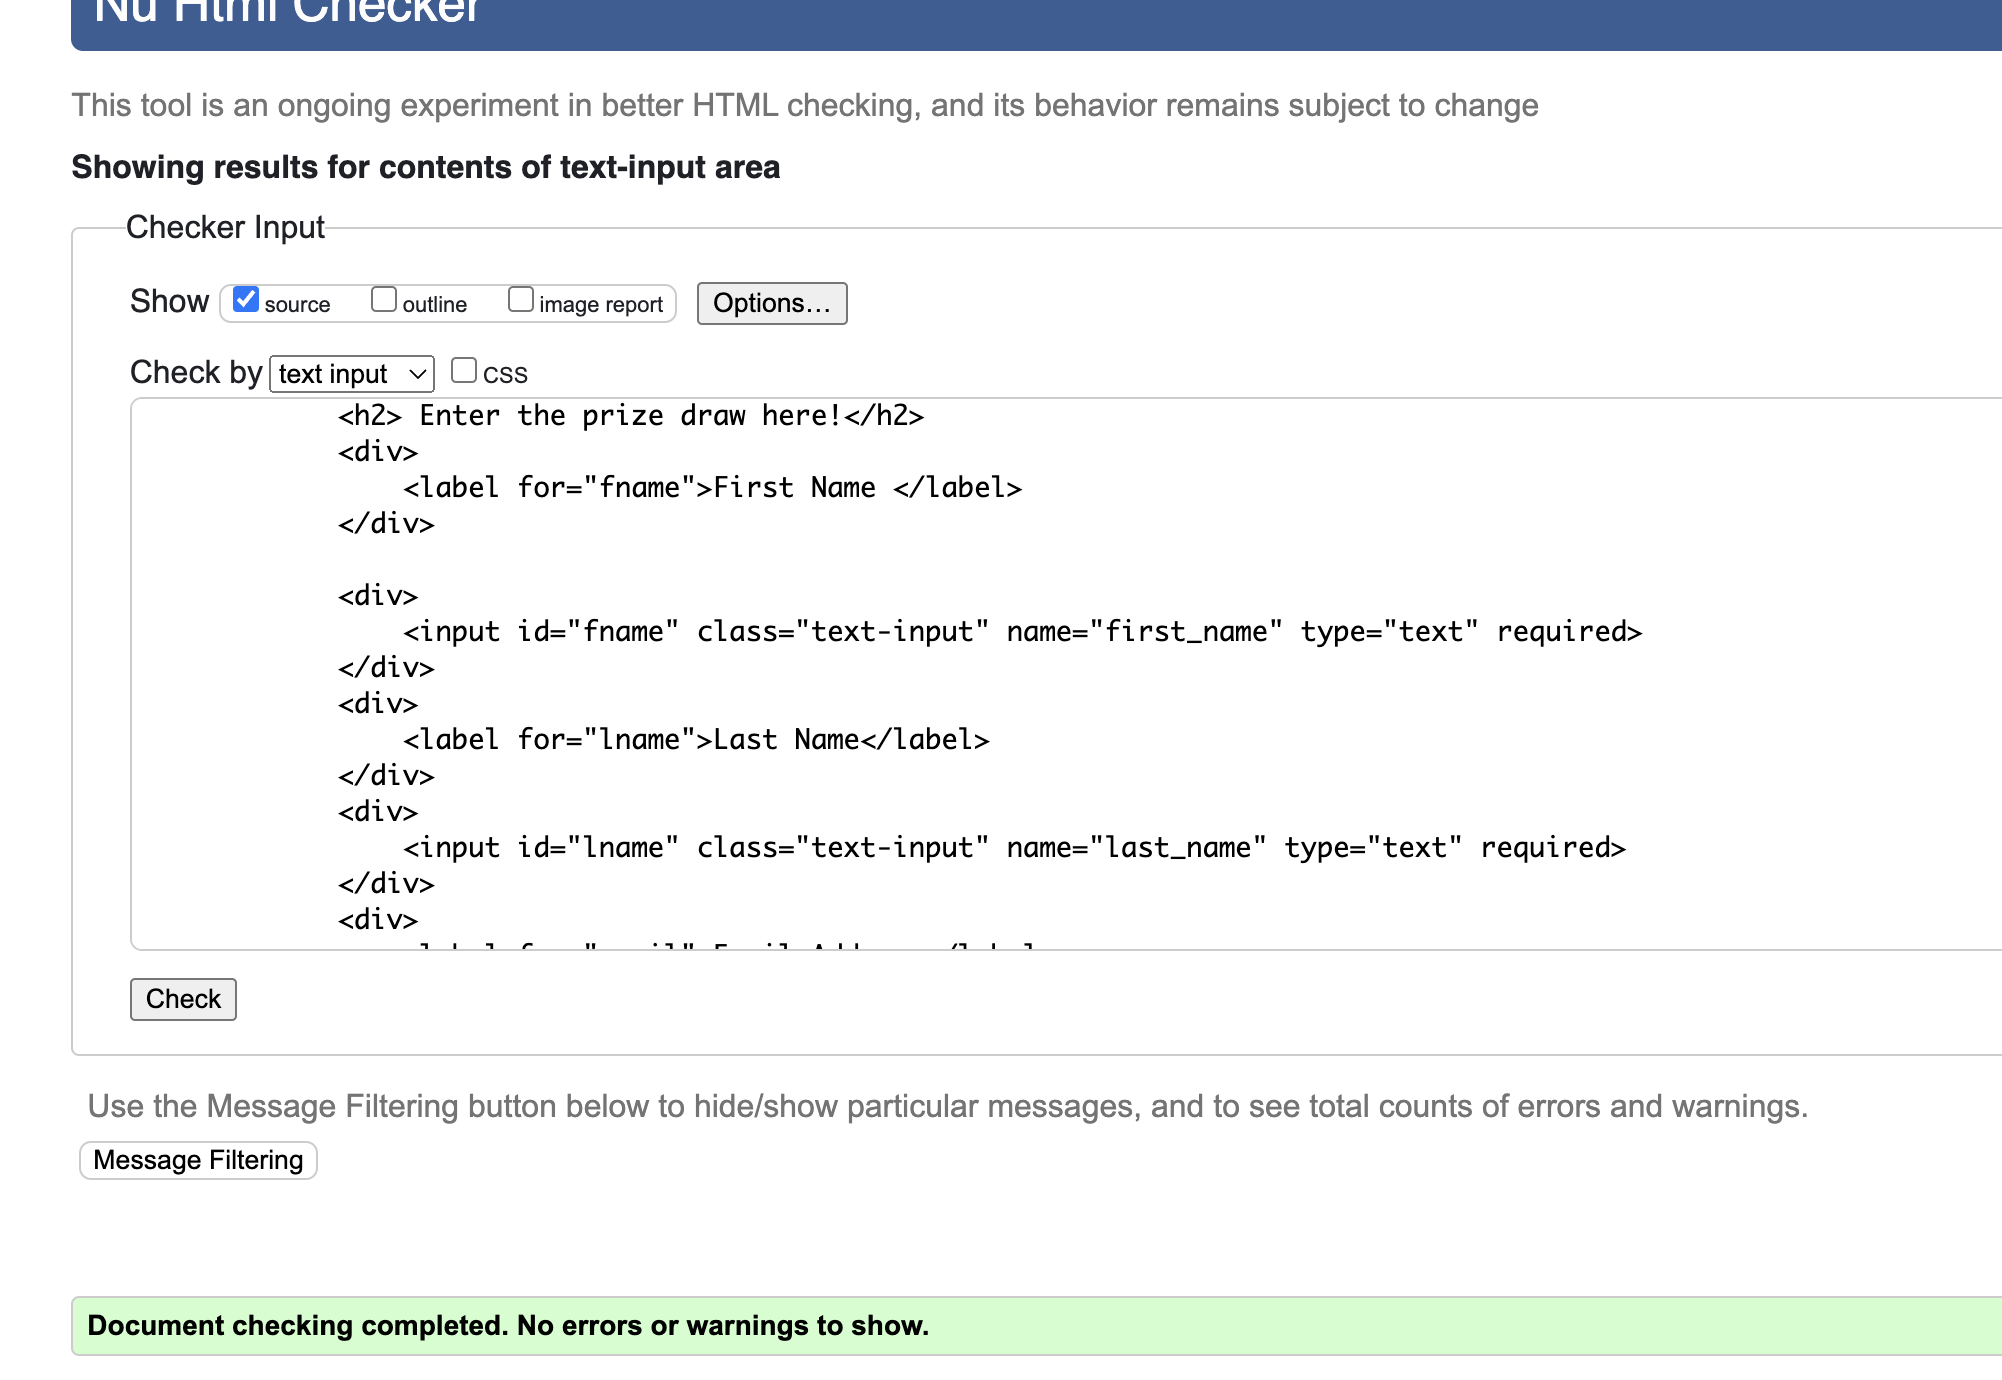 Nu Html Checker
This tool is an ongoing experiment in better HTML checking, and its behavior remains subject to change
Showing results for contents of text-input area
Checker Input
Show source outline image report Options...
Check by text input css
<h2> Enter the prize draw here!</h2>
<div>
<label for="fname">First Name </label>
</div>
<div>
<input id="fname" class="text-input" name="first_name" type="text" required>
</div>
<div>
<label for="lname">Last Name</label>
</div>
<div>
<input id="lname" class="text-input" name="last_name" type="text" required>
</div>
<div>
Check
Use the Message Filtering button below to hide/show particular messages, and to see total counts of errors and warnings.
Message Filtering
Document checking completed. No errors or warnings to show.